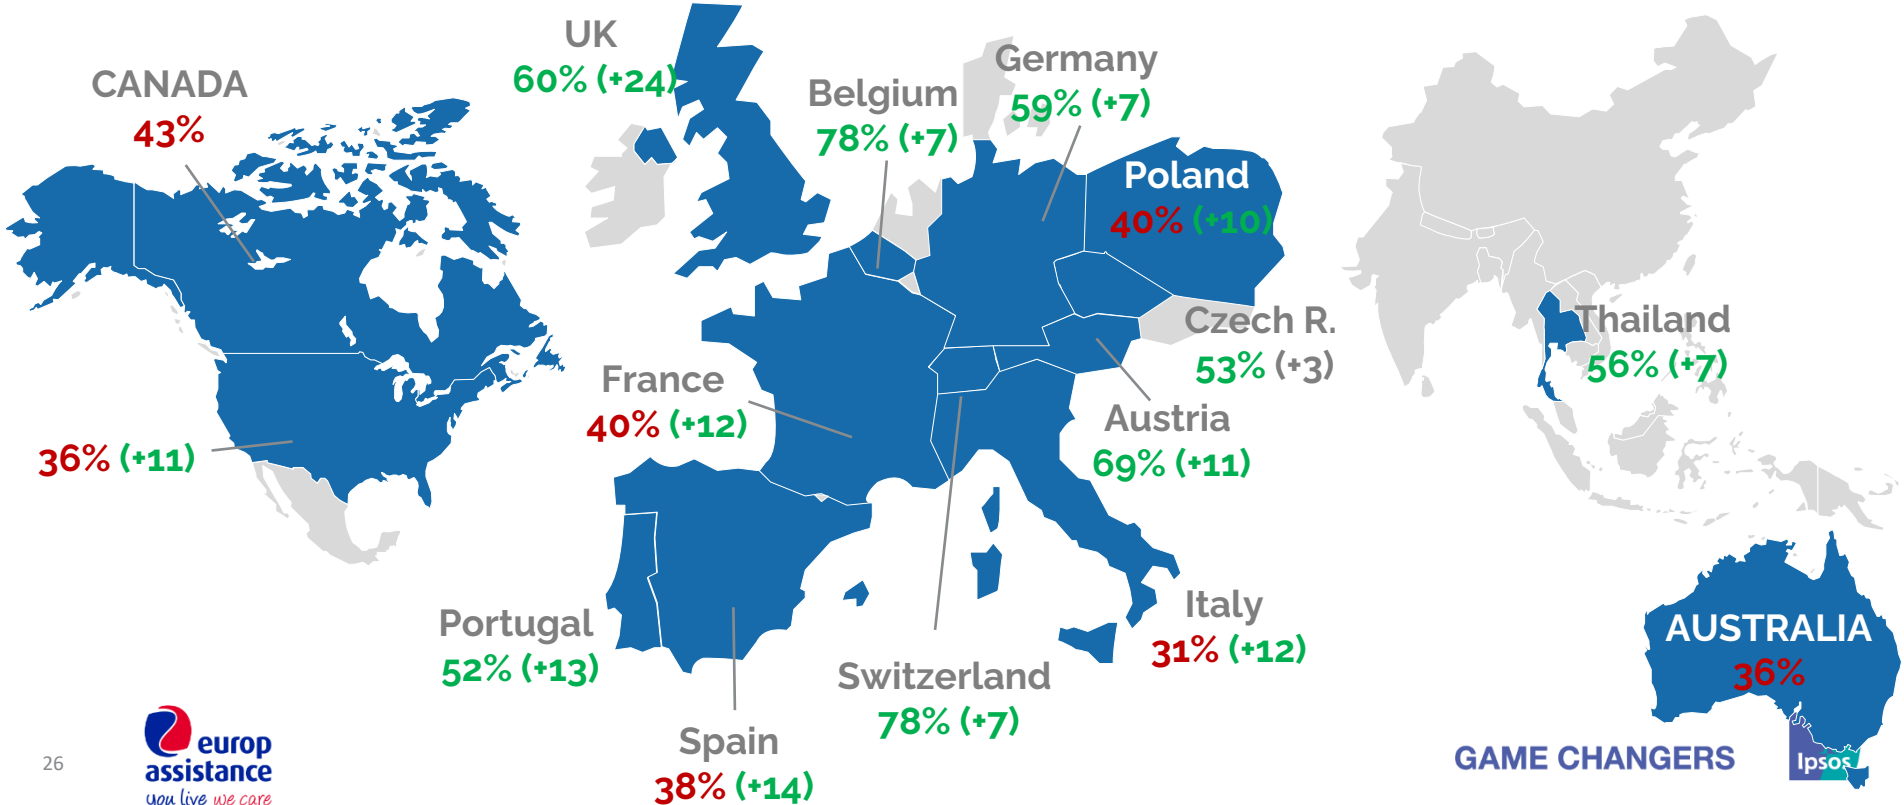 UK
60% (+24)
CANADA
43%
Belgium
78% (+7)
Germany
59% (+7)
Poland
40% (+10)
Czech R.
53% (+3)
Thailand
56% (+7)
France
40% (+12)
Austria
69% (+11)
36% (+11)
Portugal
52% (+13)
Italy
31% (+12)
AUSTRALIA
36%
Switzerland
78% (+7)
Spain
38% (+14)
26
europ
assistance
you live we care
GAME CHANGERS
Ipsos